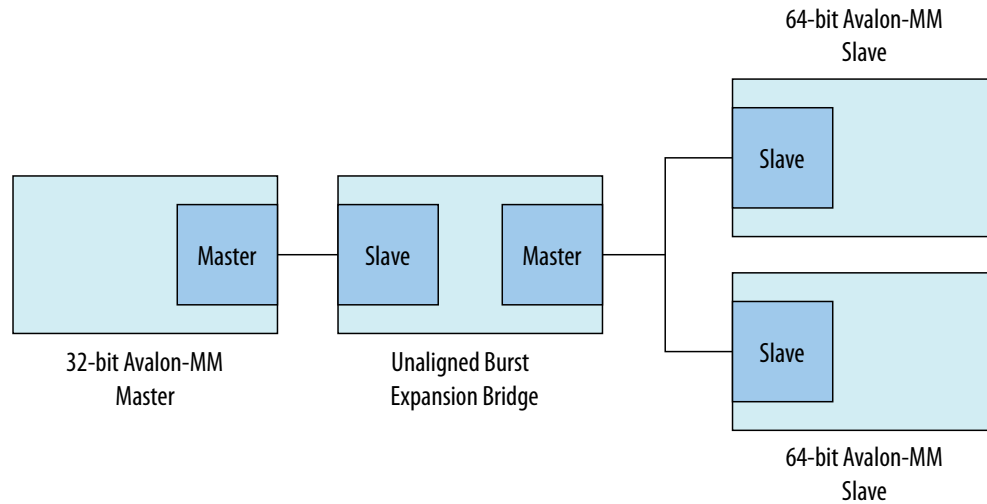 64-bit Avalon-MM
Slave
Slave
Master
Slave
Master
Slave
32-bit Avalon-MM
Master
Unaligned Burst
Expansion Bridge
64-bit Avalon-MM
Slave